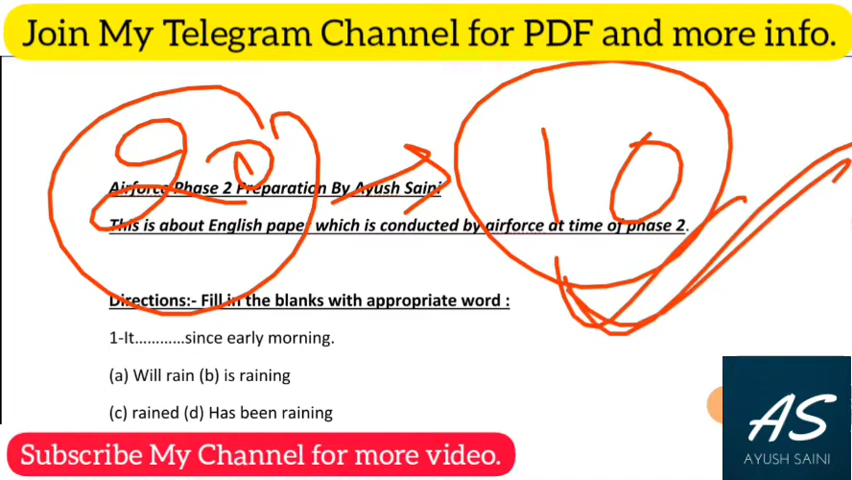 Join My Telegram Channel for PDF and more info.
20
10
Airforce Phase 2 Preparation By Ayush Saini
This is about English paper which is conducted by airforce at time of phase 2.
Directions:- Fill in the blanks with appropriate word :
1-It…………since early morning.
(a) Will rain (b) is raining
(c) rained (d) Has been raining
AS
AYUSH SAINI
Subscribe My Channel for more video.